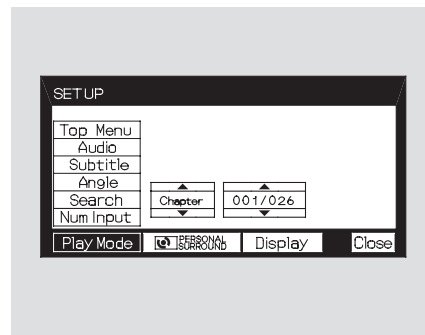 SETUP
Top Menu
Audio
Subtitle
Angle
Search
Num Input
Chapter
001/026
Play Mode
PERSONAL
SURROUND
Display
Close